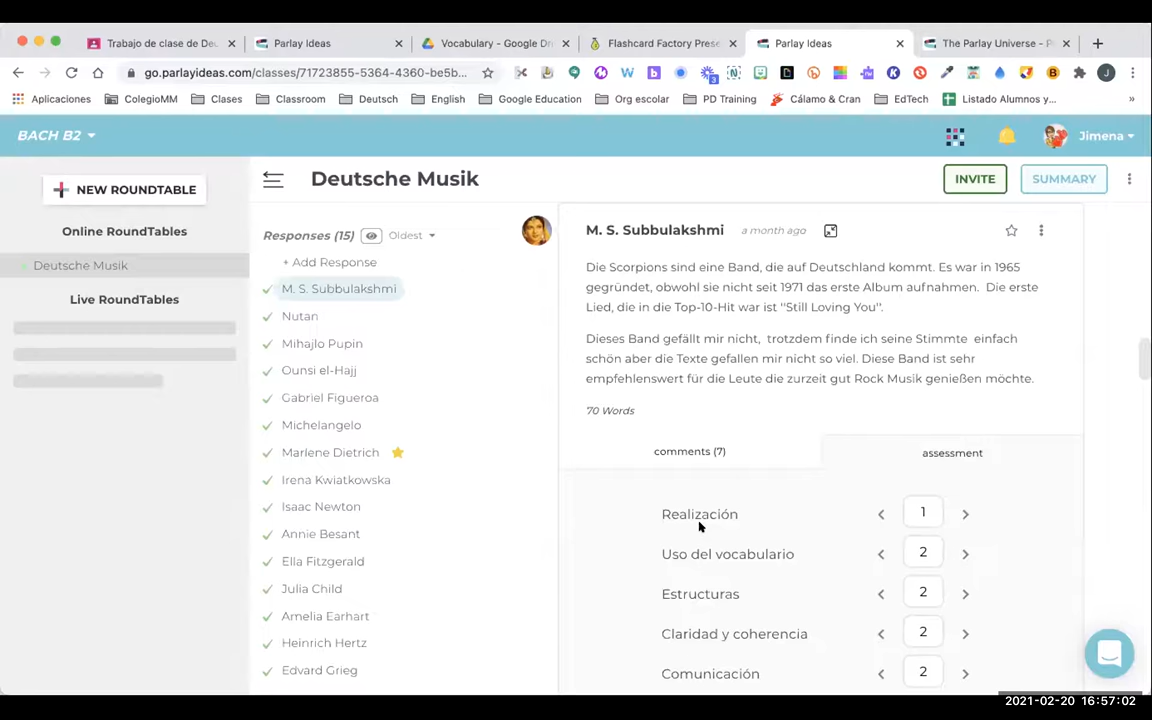 Trabajo de clase de Deu
Parlay Ideas
Vocabulary - Google Dr
Flashcard Factory Prese
Parlay Ideas
The Parlay Universe - P
go.parlayideas.com/classes/71723855-5364-4360-be5b...
Aplicaciones
ColegioMM
Clases
Classroom
Deutsch
English
Google Education
Org escolar
PD Training
Cálamo & Cran
EdTech
Listado Alumnos y...
BACH B2
Jimena
NEW ROUNDTABLE
Deutsche Musik
INVITE
SUMMARY
Online RoundTables
Deutsche Musik
Live RoundTables
Responses (15)
Oldest
+ Add Response
M. S. Subbulakshmi
Nutan
Mihajlo Pupin
Ounsi el-Hajj
Gabriel Figueroa
Michelangelo
Marlene Dietrich
Irena Kwiatkowska
Isaac Newton
Annie Besant
Ella Fitzgerald
Julia Child
Amelia Earhart
Heinrich Hertz
Edvard Grieg
M. S. Subbulakshmi a month ago
Die Scorpions sind eine Band, die auf Deutschland kommt. Es war in 1965
gegründet, obwohl sie nicht seit 1971 das erste Album aufnahmen. Die erste
Lied, die in die Top-10-Hit war ist ''Still Loving You''.
Dieses Band gefällt mir nicht, trotzdem finde ich seine Stimmte einfach
schön aber die Texte gefallen mir nicht so viel. Diese Band ist sehr
empfehlenswert für die Leute die zurzeit gut Rock Musik genießen möchte.
70 Words
comments (7)
assessment
Realización 1
Uso del vocabulario 2
Estructuras 2
Claridad y coherencia 2
Comunicación 2
2021-02-20 16:57:02